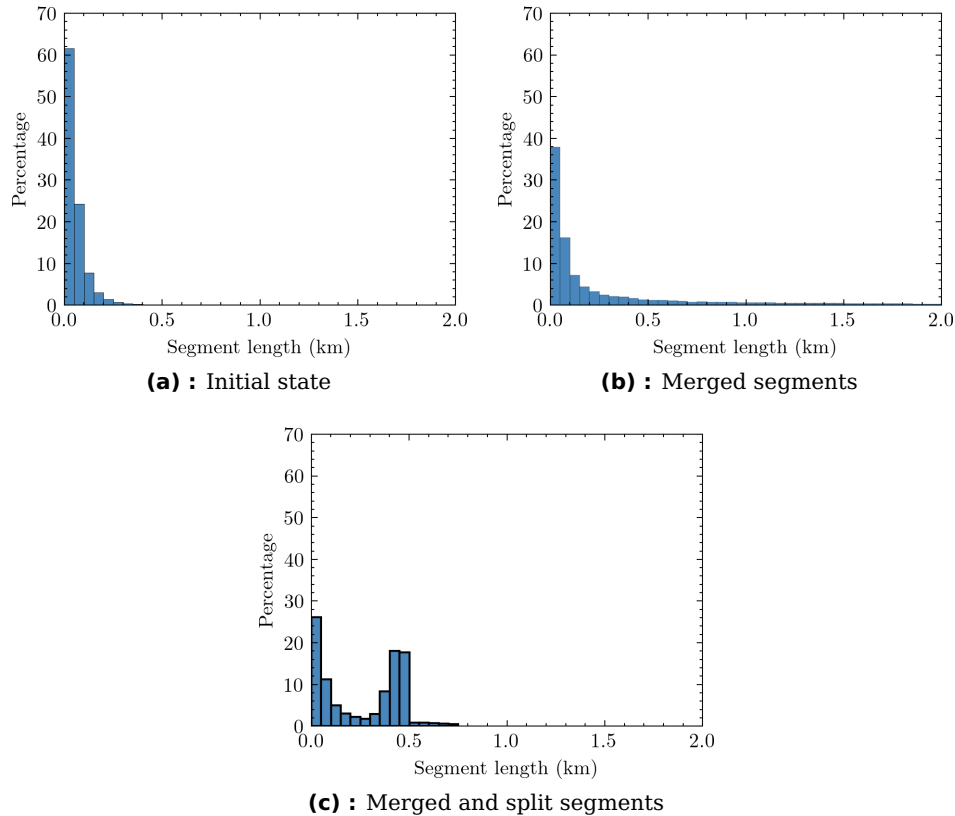 70
60
50
40
30
20
10
0
Percentage
0.0 0.5 1.0 1.5 2.0
Segment length (km)
(a) : Initial state
70
60
50
40
30
20
10
0
Percentage
0.0 0.5 1.0 1.5 2.0
Segment length (km)
(b) : Merged segments
70
60
50
40
30
20
10
0
Percentage
0.0 0.5 1.0 1.5 2.0
Segment length (km)
(c) : Merged and split segments